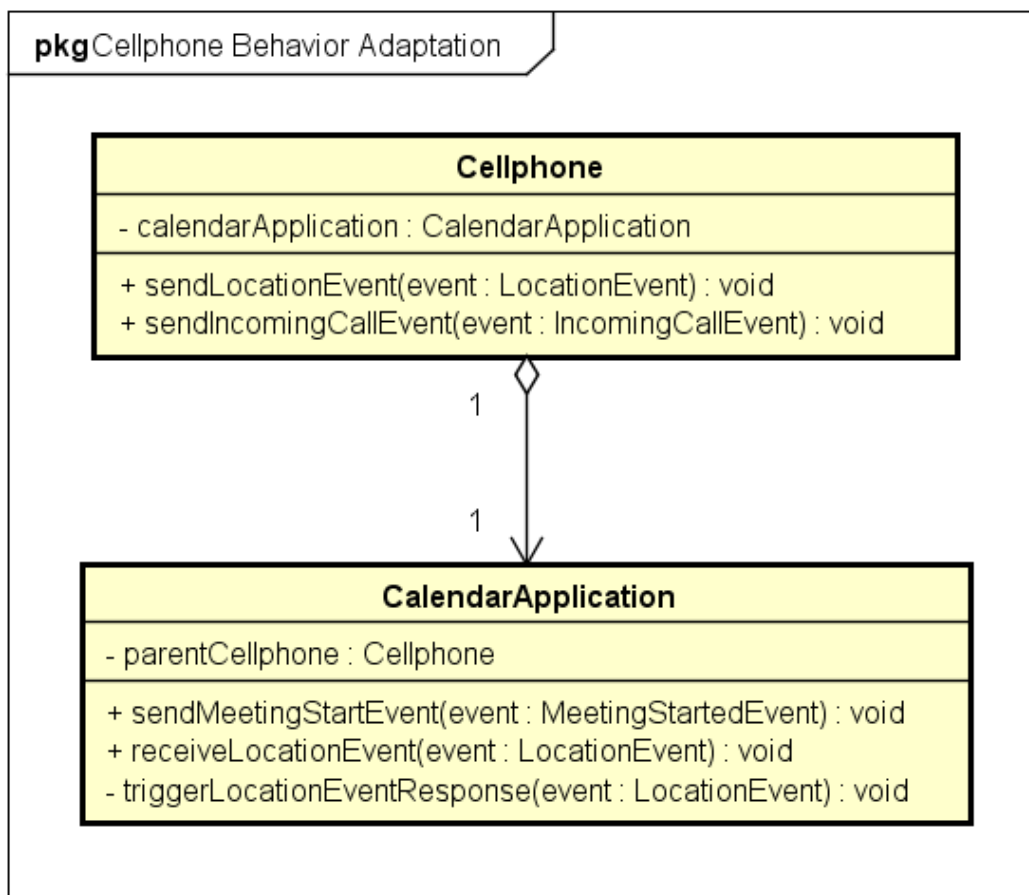 pkg Cellphone Behavior Adaptation
Cellphone
- calendarApplication : CalendarApplication
+ sendLocationEvent(event : LocationEvent) : void
+ sendIncomingCallEvent(event : IncomingCallEvent) : void
1
1
CalendarApplication
- parentCellphone : Cellphone
+ sendMeetingStartEvent(event : MeetingStartedEvent) : void
+ receiveLocationEvent(event : LocationEvent) : void
- triggerLocationEventResponse(event : LocationEvent) : void